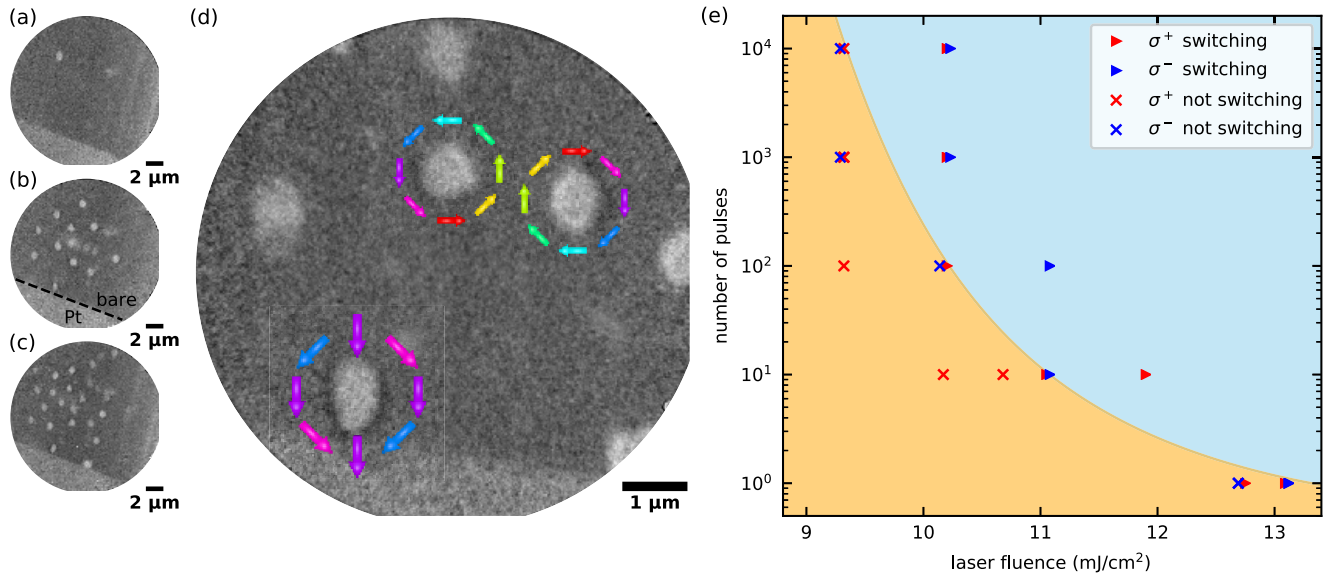 (a)
2 µm
(b)
bare
Pt
2 µm
(c)
2 µm
(d)
1 µm
(e)
σ⁺ switching
σ⁻ switching
σ⁺ not switching
σ⁻ not switching
number of pulses
10⁴
10³
10²
10¹
10⁰
9 10 11 12 13
laser fluence (mJ/cm²)